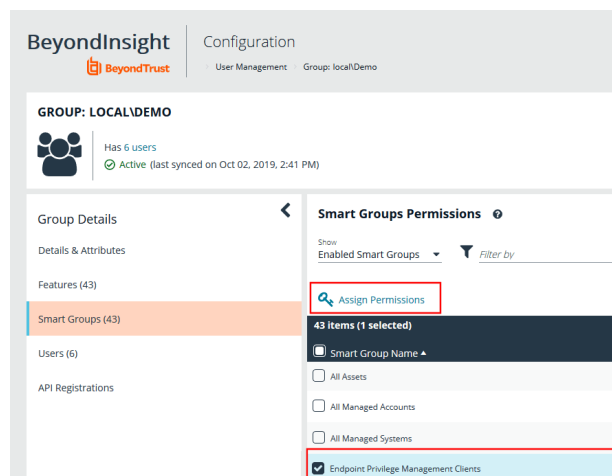 BeyondInsight
BeyondTrust
Configuration
User Management Group: local\Demo
GROUP: LOCAL\DEMO
Has 6 users
Active (last synced on Oct 02, 2019, 2:41 PM)
Group Details
Details & Attributes
Features (43)
Smart Groups (43)
Users (6)
API Registrations
Smart Groups Permissions
Show
Enabled Smart Groups
Filter by
Assign Permissions
43 items (1 selected)
Smart Group Name
All Assets
All Managed Accounts
All Managed Systems
Endpoint Privilege Management Clients